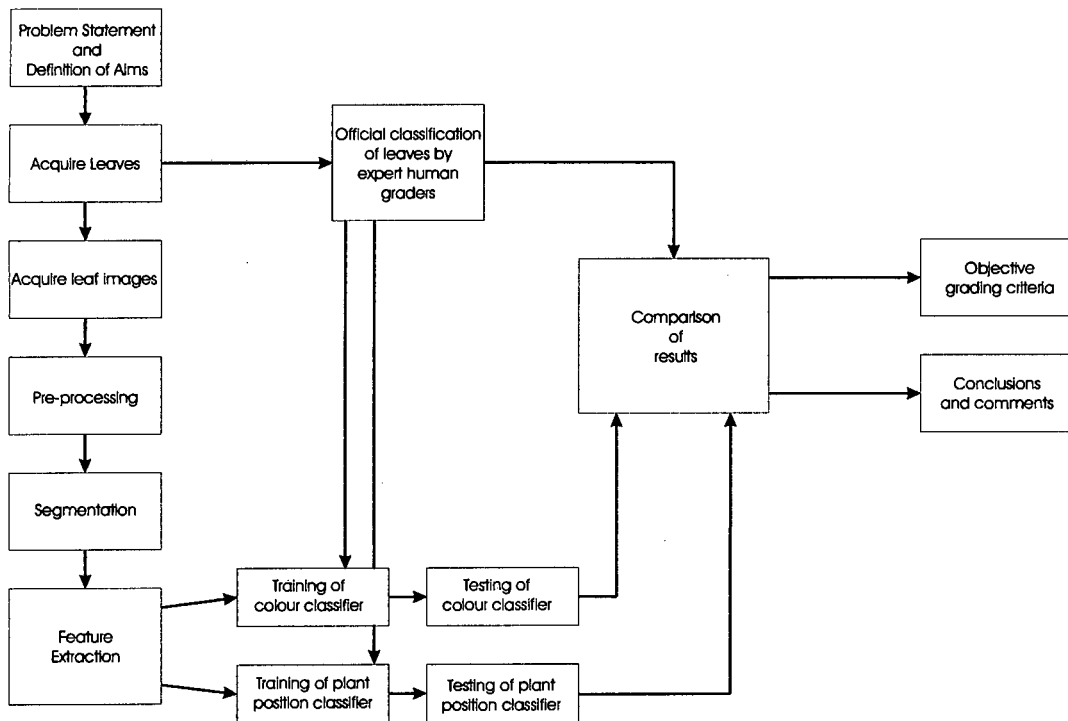 Problem Statement
and
Definition of Aims
Acquire Leaves
Official classification
of leaves by
expert human
graders
Acquire leaf images
Objective
grading criteria
Comparison
of
results
Pre-processing
Conclusions
and comments
Segmentation
Feature
Extraction
Training of
colour classifier
Testing of
colour classifier
Training of plant
position classifier
Testing of plant
position classifier